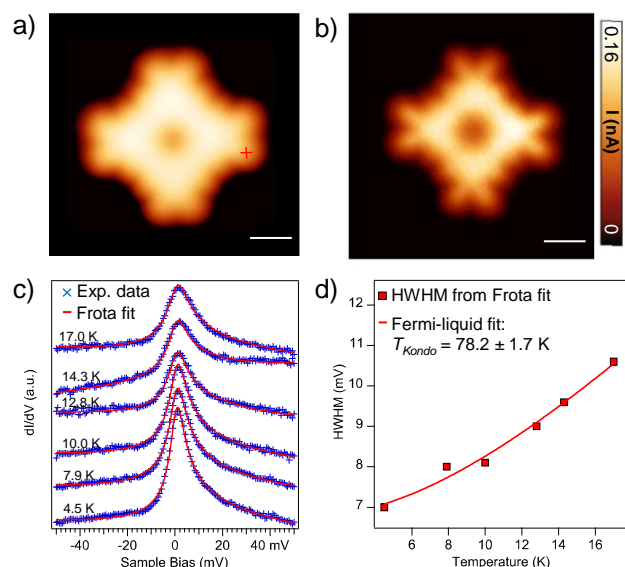 a)
b)
0.16
I (nA)
0
c)
× Exp. data
− Frota fit
17.0 K
14.3 K
12.8 K
10.0 K
7.9 K
4.5 K
dI/dV (a.u.)
-40 -20 0 20 40 mV
Sample Bias (mV)
d)
HWHM from Frota fit
Fermi-liquid fit:
T_Kondo = 78.2 ± 1.7 K
12
11
10
9
8
7
HWHM (mV)
6 8 10 12 14 16
Temperature (K)